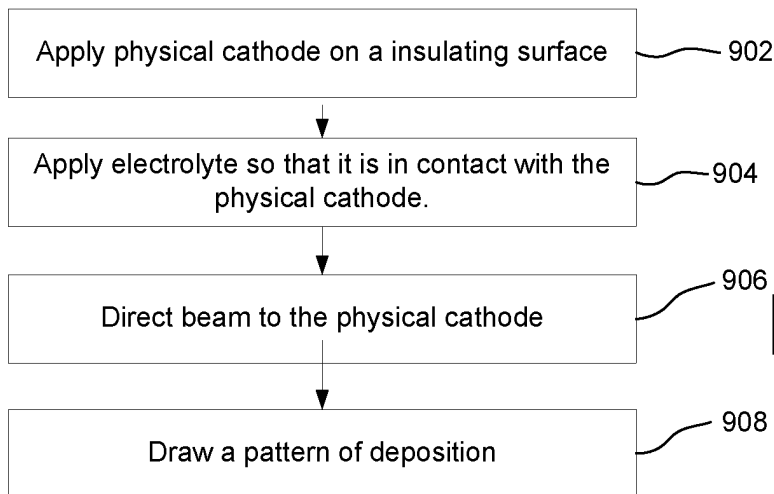 Apply physical cathode on a insulating surface
902
Apply electrolyte so that it is in contact with the
physical cathode.
904
Direct beam to the physical cathode
906
Draw a pattern of deposition
908